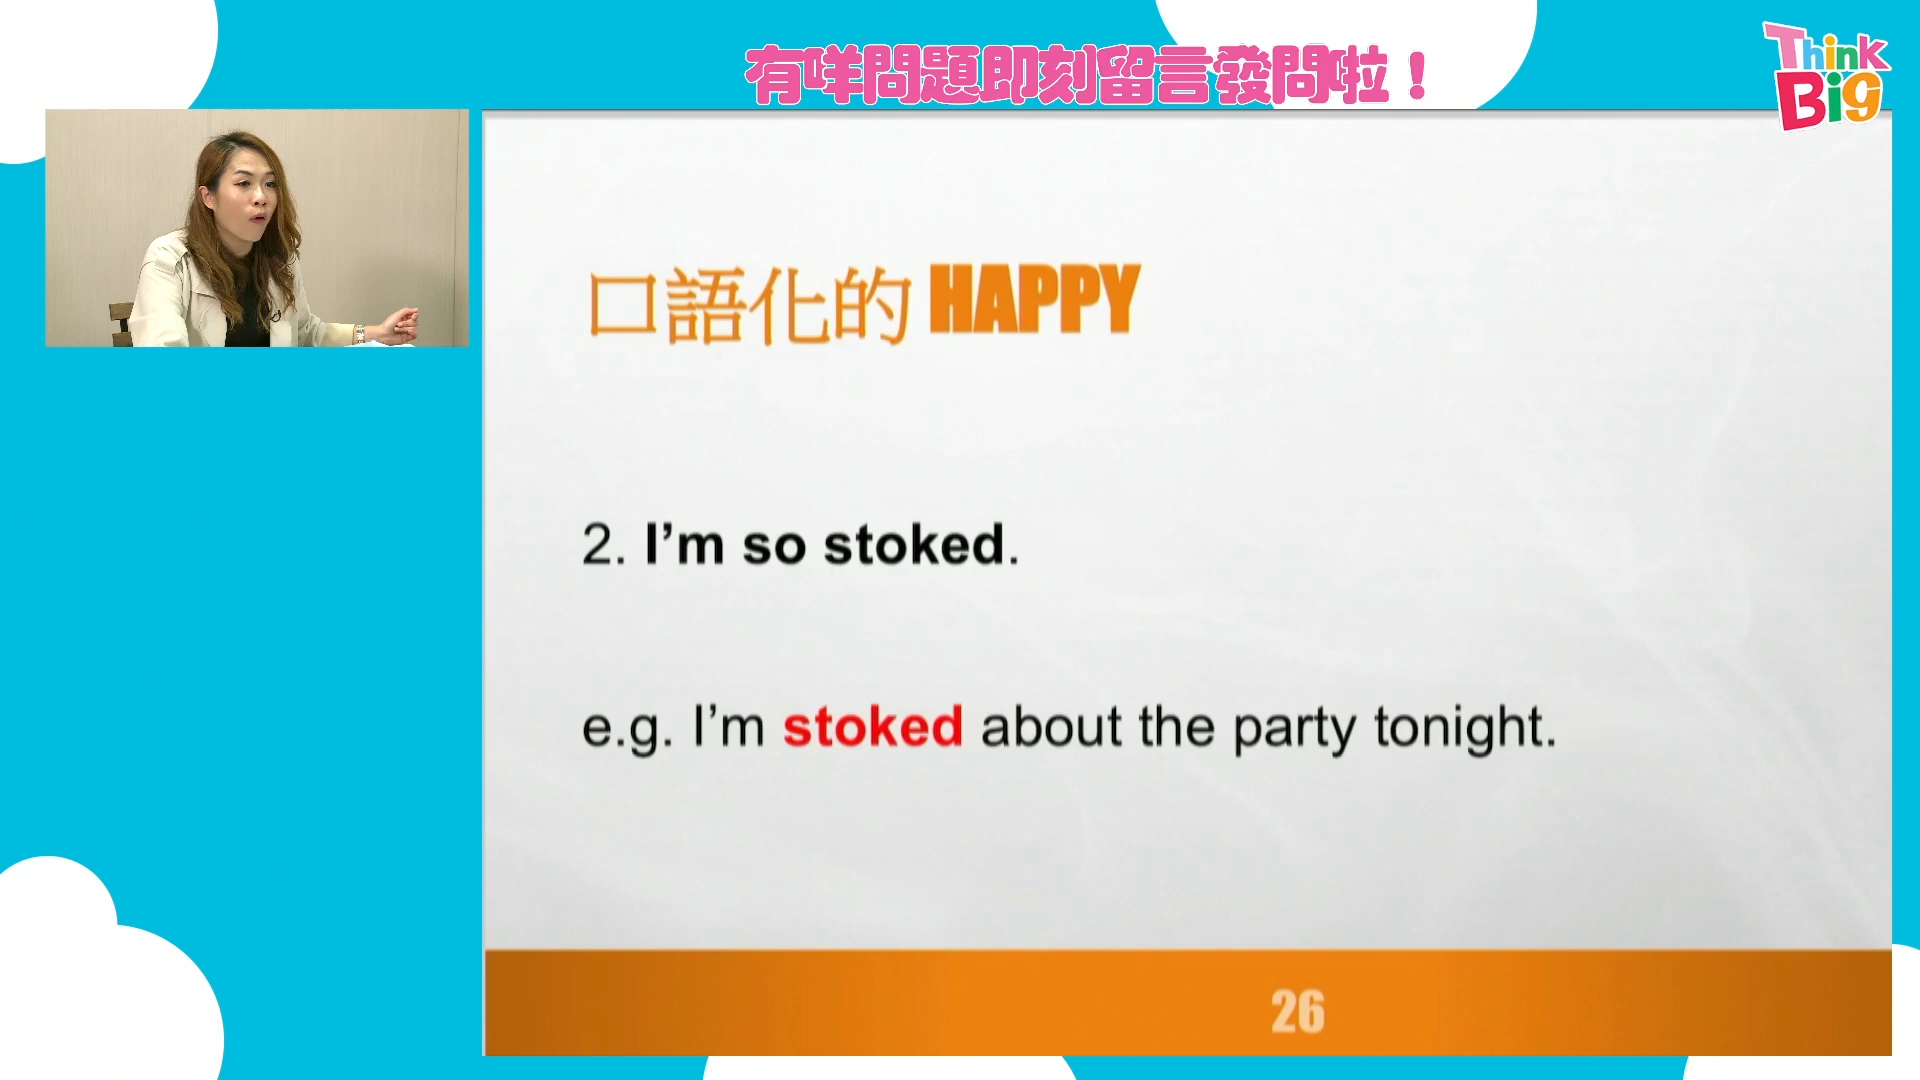 有咩問題即刻留言發問啦！
Think
Big
口語化的 HAPPY
2. I’m so stoked.
e.g. I’m stoked about the party tonight.
26